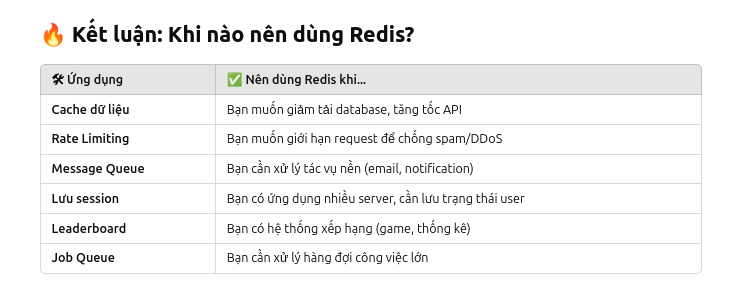 🔥 Kết luận: Khi nào nên dùng Redis?
🛠 Ứng dụng ✅ Nên dùng Redis khi...
Cache dữ liệu Bạn muốn giảm tải database, tăng tốc API
Rate Limiting Bạn muốn giới hạn request để chống spam/DDoS
Message Queue Bạn cần xử lý tác vụ nền (email, notification)
Lưu session Bạn có ứng dụng nhiều server, cần lưu trạng thái user
Leaderboard Bạn có hệ thống xếp hạng (game, thống kê)
Job Queue Bạn cần xử lý hàng đợi công việc lớn